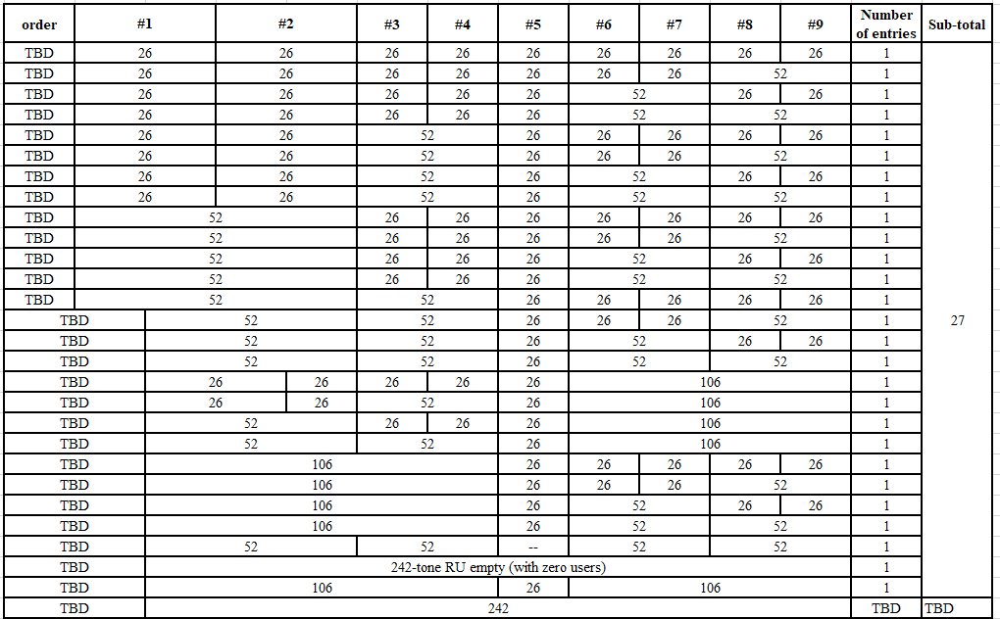 order #1 #2 #3 #4 #5 #6 #7 #8 #9 Number of entries Sub-total
TBD 26 26 26 26 26 26 26 26 26 1
TBD 26 26 26 26 26 26 26 52 1
TBD 26 26 26 26 26 52 26 26 1
TBD 26 26 26 26 26 52 52 1
TBD 26 26 52 26 26 26 26 26 1
TBD 26 26 52 26 26 26 52 1
TBD 26 26 52 26 52 26 26 1
TBD 26 26 52 26 52 52 1
TBD 52 26 26 26 26 26 26 26 1
TBD 52 26 26 26 26 26 52 1
TBD 52 26 26 26 52 26 26 1
TBD 52 26 26 26 52 52 1
TBD 52 52 26 26 26 26 26 1
TBD 52 52 26 26 26 52 1 27
TBD 52 52 26 52 26 26 1
TBD 52 52 26 52 52 1
TBD 26 26 26 26 26 106 1
TBD 26 26 52 26 106 1
TBD 52 26 26 26 106 1
TBD 52 52 26 106 1
TBD 106 26 26 26 26 26 1
TBD 106 26 26 26 52 1
TBD 106 26 52 26 26 1
TBD 106 26 52 52 1
TBD 52 52 -- 52 52 1
TBD 242-tone RU empty (with zero users) 1
TBD 106 26 106 1
TBD 242 TBD TBD